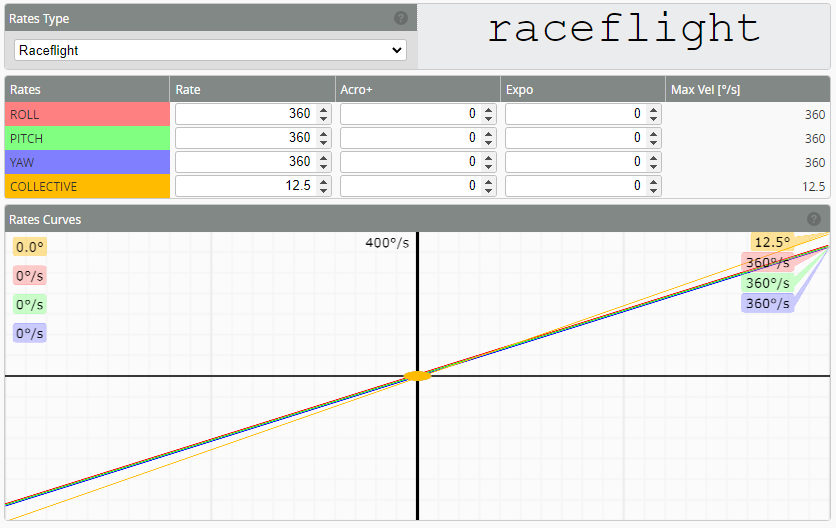 Rates Type ?
raceflight
Raceflight
Rates Rate Acro+ Expo Max Vel [°/s]
ROLL 360 0 0 360
PITCH 360 0 0 360
YAW 360 0 0 360
COLLECTIVE 12.5 0 0 12.5
Rates Curves ?
0.0° 400°/s 12.5°
0°/s 360°/s
0°/s 360°/s
0°/s 360°/s